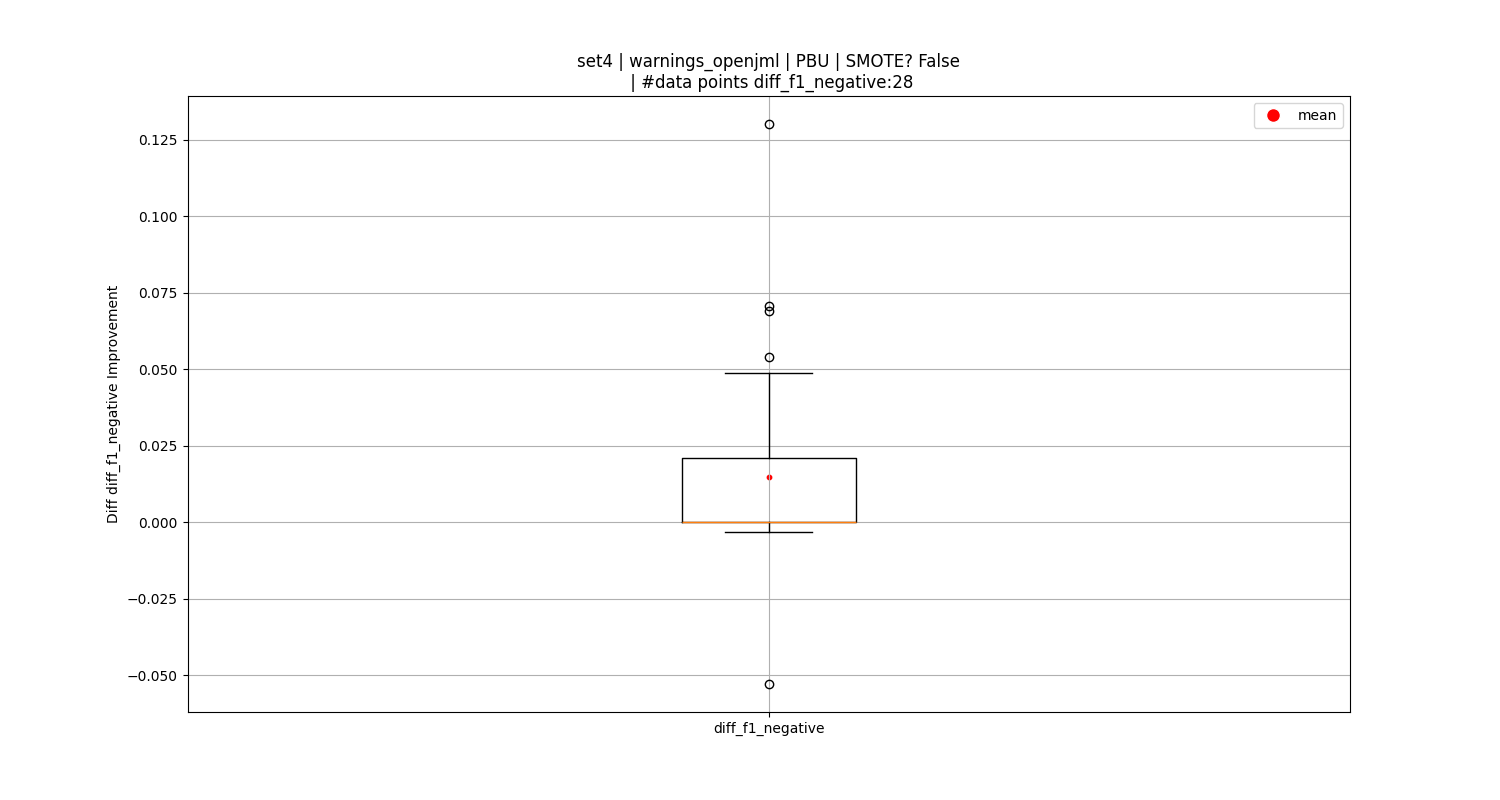 set4 | warnings_openjml | PBU | SMOTE? False
| #data points diff_f1_negative:28
mean
0.125
0.100
0.075
0.050
0.025
0.000
−0.025
−0.050
Diff diff_f1_negative Improvement
diff_f1_negative